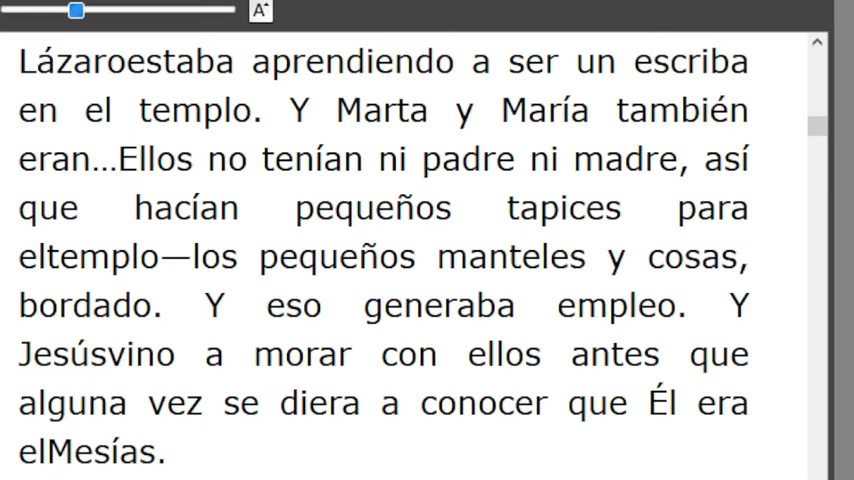 A
Lázaroestaba aprendiendo a ser un escriba
en el templo. Y Marta y María también
eran...Ellos no tenían ni padre ni madre, así
que hacían pequeños tapices para
eltemplo—los pequeños manteles y cosas,
bordado. Y eso generaba empleo. Y
Jesúsvino a morar con ellos antes que
alguna vez se diera a conocer que Él era
elMesías.